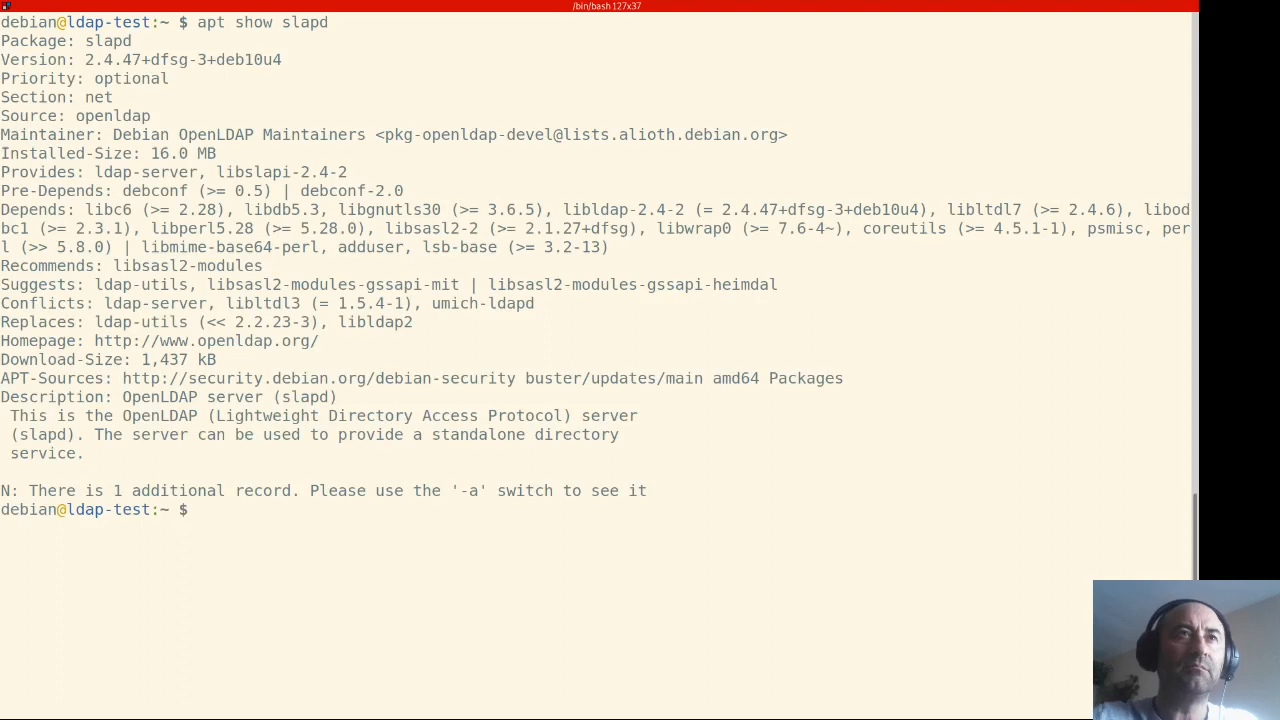 /bin/bash 127x37
debian@ldap-test:~ $ apt show slapd
Package: slapd
Version: 2.4.47+dfsg-3+deb10u4
Priority: optional
Section: net
Source: openldap
Maintainer: Debian OpenLDAP Maintainers <pkg-openldap-devel@lists.alioth.debian.org>
Installed-Size: 16.0 MB
Provides: ldap-server, libslapi-2.4-2
Pre-Depends: debconf (>= 0.5) | debconf-2.0
Depends: libc6 (>= 2.28), libdb5.3, libgnutls30 (>= 3.6.5), libldap-2.4-2 (= 2.4.47+dfsg-3+deb10u4), libltdl7 (>= 2.4.6), libod
bc1 (>= 2.3.1), libperl5.28 (>= 5.28.0), libsasl2-2 (>= 2.1.27+dfsg), libwrap0 (>= 7.6-4~), coreutils (>= 4.5.1-1), psmisc, per
l (>> 5.8.0) | libmime-base64-perl, adduser, lsb-base (>= 3.2-13)
Recommends: libsasl2-modules
Suggests: ldap-utils, libsasl2-modules-gssapi-mit | libsasl2-modules-gssapi-heimdal
Conflicts: ldap-server, libltdl3 (= 1.5.4-1), umich-ldapd
Replaces: ldap-utils (<< 2.2.23-3), libldap2
Homepage: http://www.openldap.org/
Download-Size: 1,437 kB
APT-Sources: http://security.debian.org/debian-security buster/updates/main amd64 Packages
Description: OpenLDAP server (slapd)
 This is the OpenLDAP (Lightweight Directory Access Protocol) server
 (slapd). The server can be used to provide a standalone directory
 service.
N: There is 1 additional record. Please use the '-a' switch to see it
debian@ldap-test:~ $